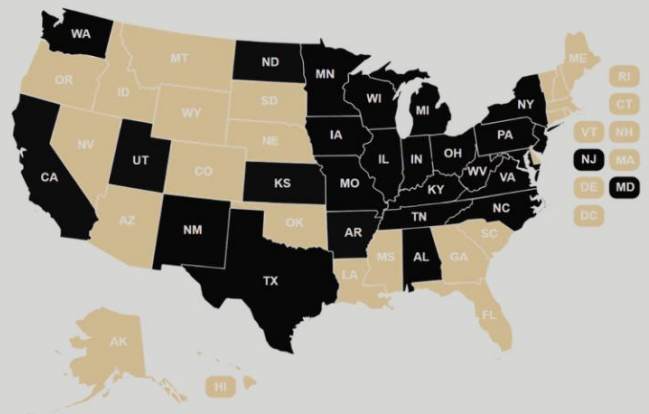 WA
MT
ND
MN
ME
OR
ID
SD
WI
MI
NY
RI
WY
CT
NE
IA
PA
VT
NH
NV
UT
CO
IL
IN
OH
NJ
MA
CA
KS
MO
WV
VA
DE
MD
KY
AZ
NM
OK
AR
TN
NC
DC
TX
LA
MS
AL
GA
SC
FL
AK
HI